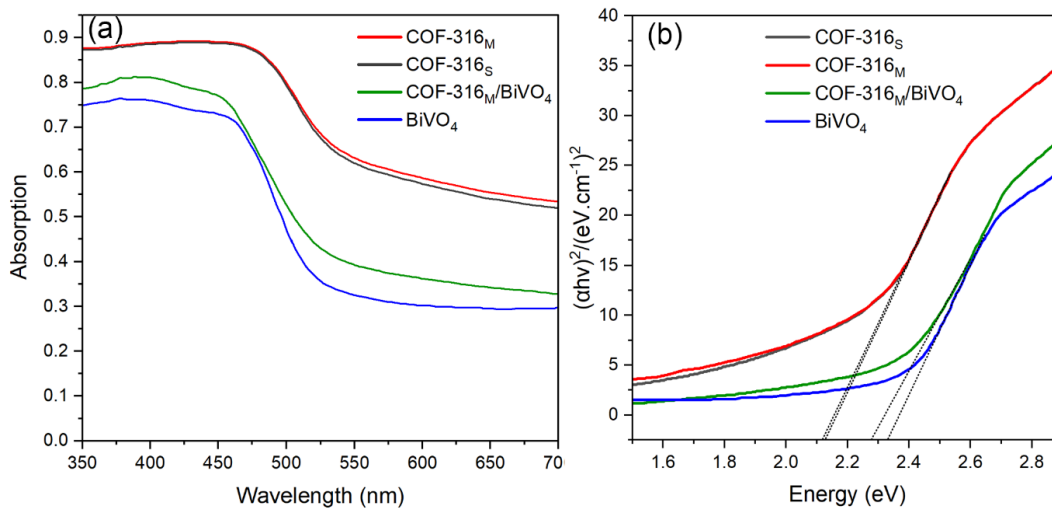 (a)
COF-316M
COF-316S
COF-316M/BiVO4
BiVO4
0.9
0.8
0.7
0.6
0.5
0.4
0.3
0.2
0.1
0.0
350 400 450 500 550 600 650 70
Absorption
Wavelength (nm)
(b)
COF-316S
COF-316M
COF-316M/BiVO4
BiVO4
40
35
30
25
20
15
10
5
0
1.6 1.8 2.0 2.2 2.4 2.6 2.8
(αhv)²/(eV.cm⁻¹)²
Energy (eV)